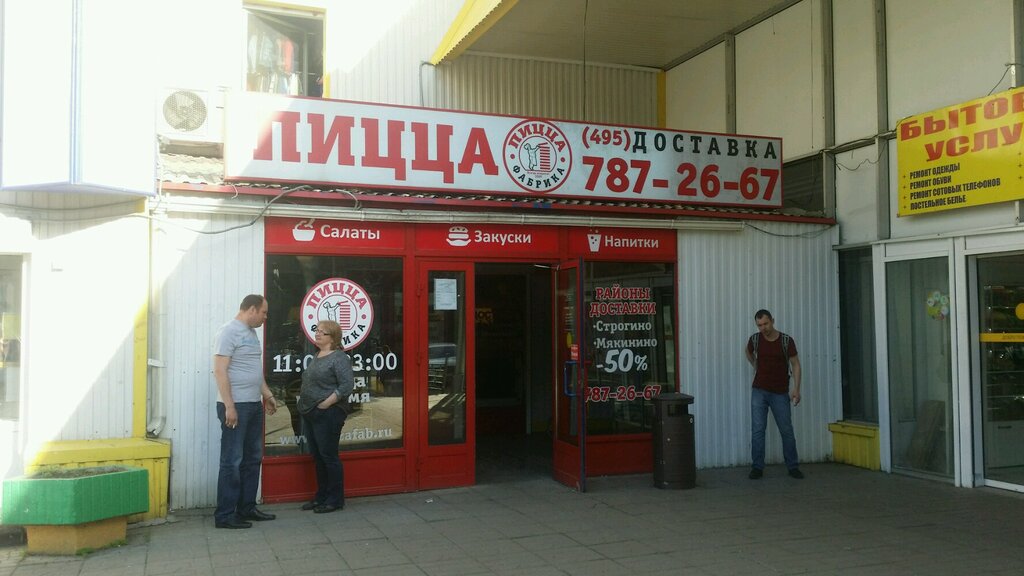 ПИЦЦА
ПИЦЦА
ФАБРИКА
(495) ДОСТАВКА
787-26-67
БЫТОВ
УСЛУ
• РЕМОНТ ОДЕЖДЫ
• РЕМОНТ ОБУВИ
• РЕМОНТ СОТОВЫХ ТЕЛЕФОНОВ
• ПОСТЕЛЬНОЕ БЕЛЬЕ
Салаты
Закуски
Напитки
ПИЦЦА
РАЙОНЫ
ДОСТАВКИ
·Строгино
·Мякинино
-50%
787-26-67